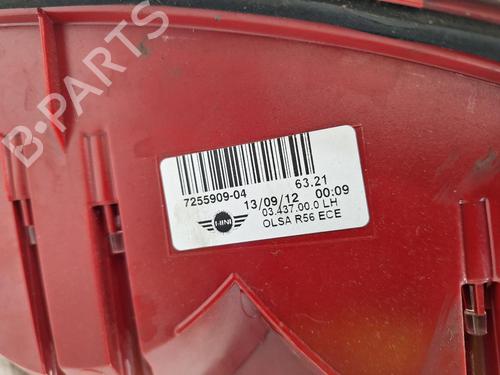 B-PARTS
7255909-04 63.21
13/09/12 00:09
03.437.00.0 LH
MINI OLSA R56 ECE